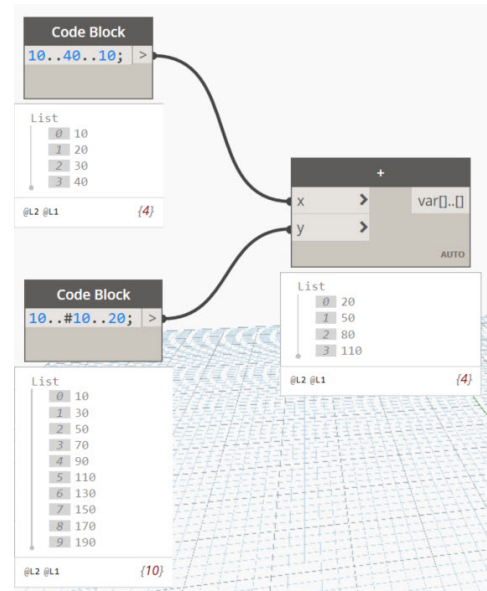 Code Block
10..40..10; >
List
0 10
1 20
2 30
3 40
@L2 @L1 {4}
+
x > var[]..[]
y >
AUTO
List
0 20
1 50
2 80
3 110
@L2 @L1 {4}
Code Block
10..#10..20; >
List
0 10
1 30
2 50
3 70
4 90
5 110
6 130
7 150
8 170
9 190
@L2 @L1 {10}